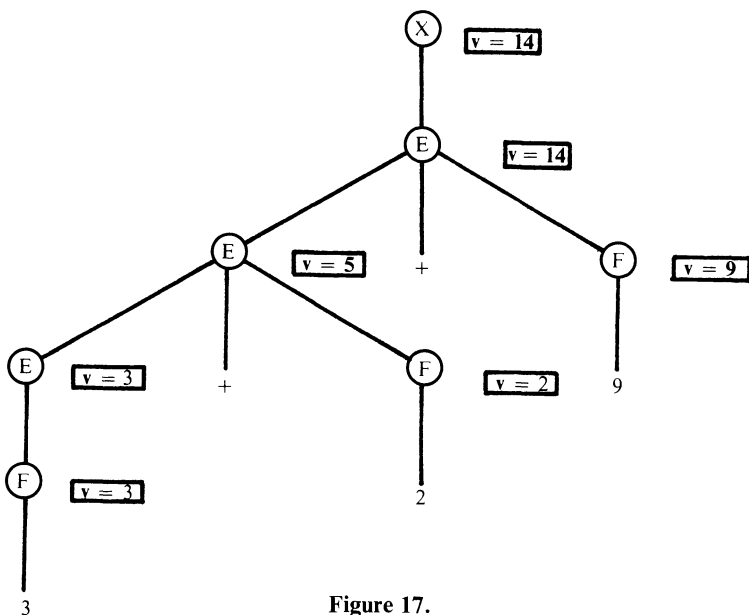 X v = 14
E v = 14
E v = 5 + F v = 9
E v = 3 + F v = 2 9
F v = 3 2
3
Figure 17.